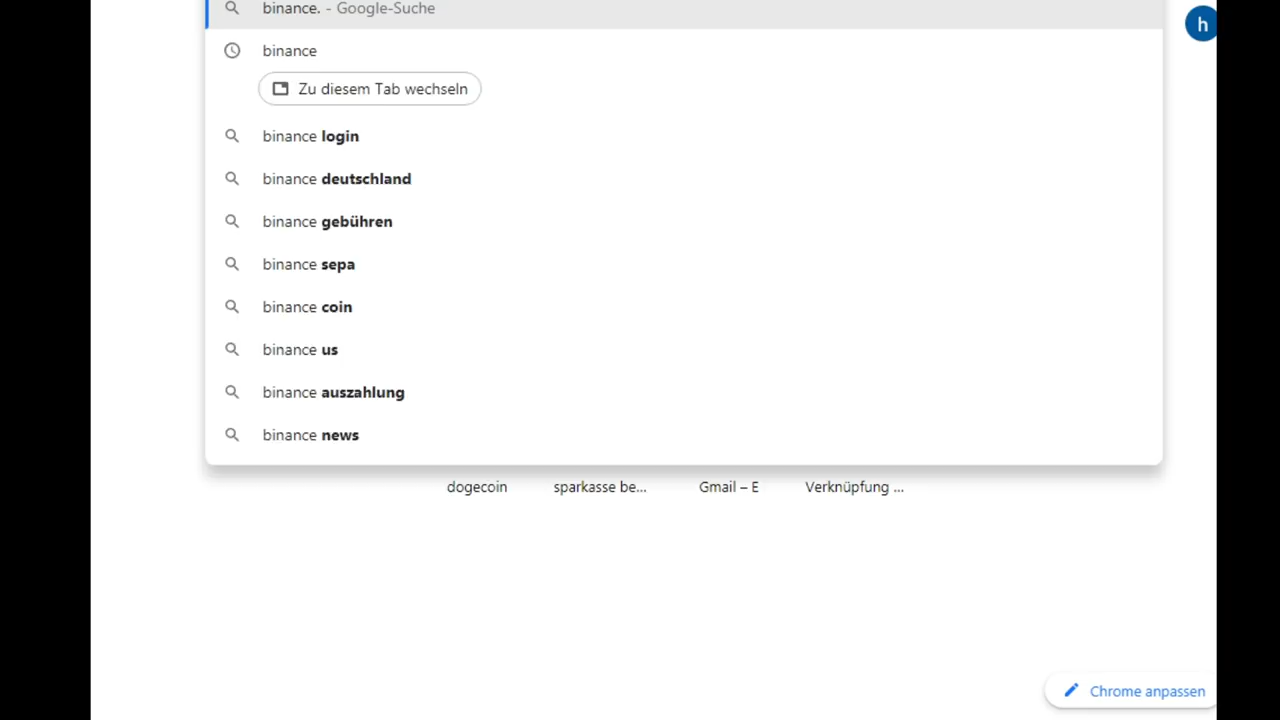 binance. - Google-Suche
h
binance
Zu diesem Tab wechseln
binance login
binance deutschland
binance gebühren
binance sepa
binance coin
binance us
binance auszahlung
binance news
dogecoin sparkasse be... Gmail – E Verknüpfung ...
Chrome anpassen